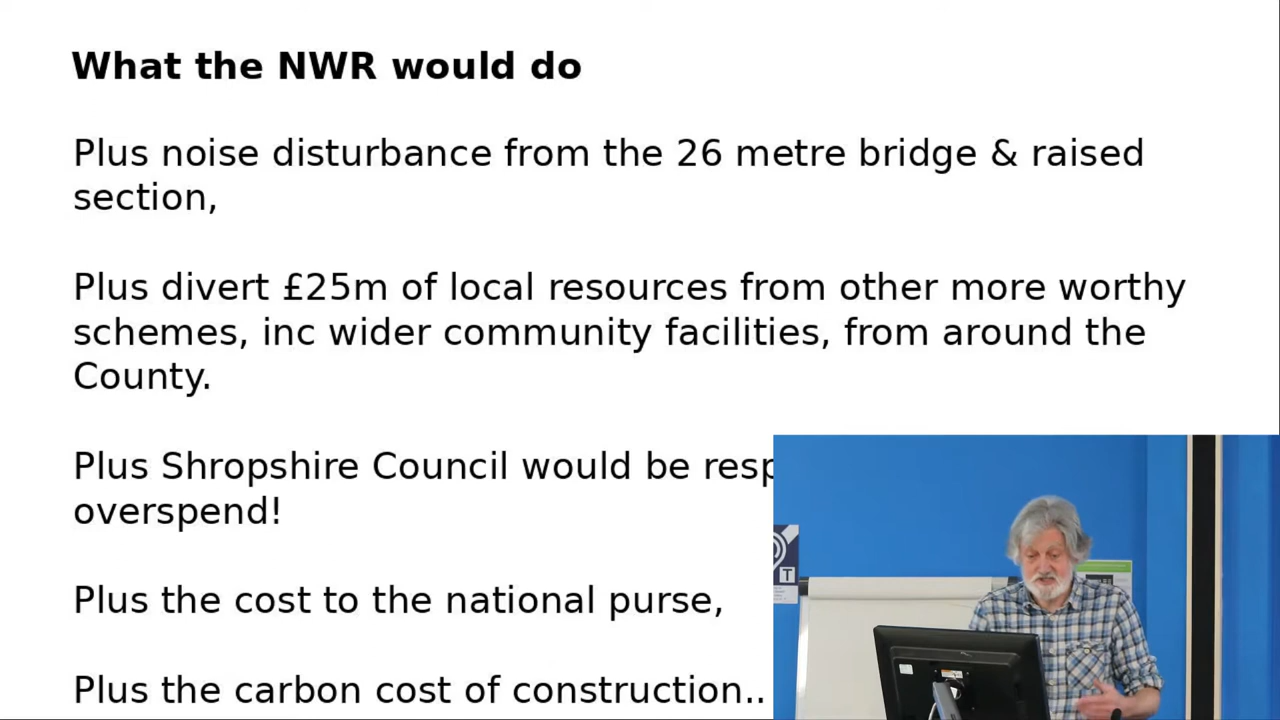 What the NWR would do
Plus noise disturbance from the 26 metre bridge & raised
section,
Plus divert £25m of local resources from other more worthy
schemes, inc wider community facilities, from around the
County.
Plus Shropshire Council would be
overspend!
Plus the cost to the national purse,
Plus the carbon cost of construction..
T